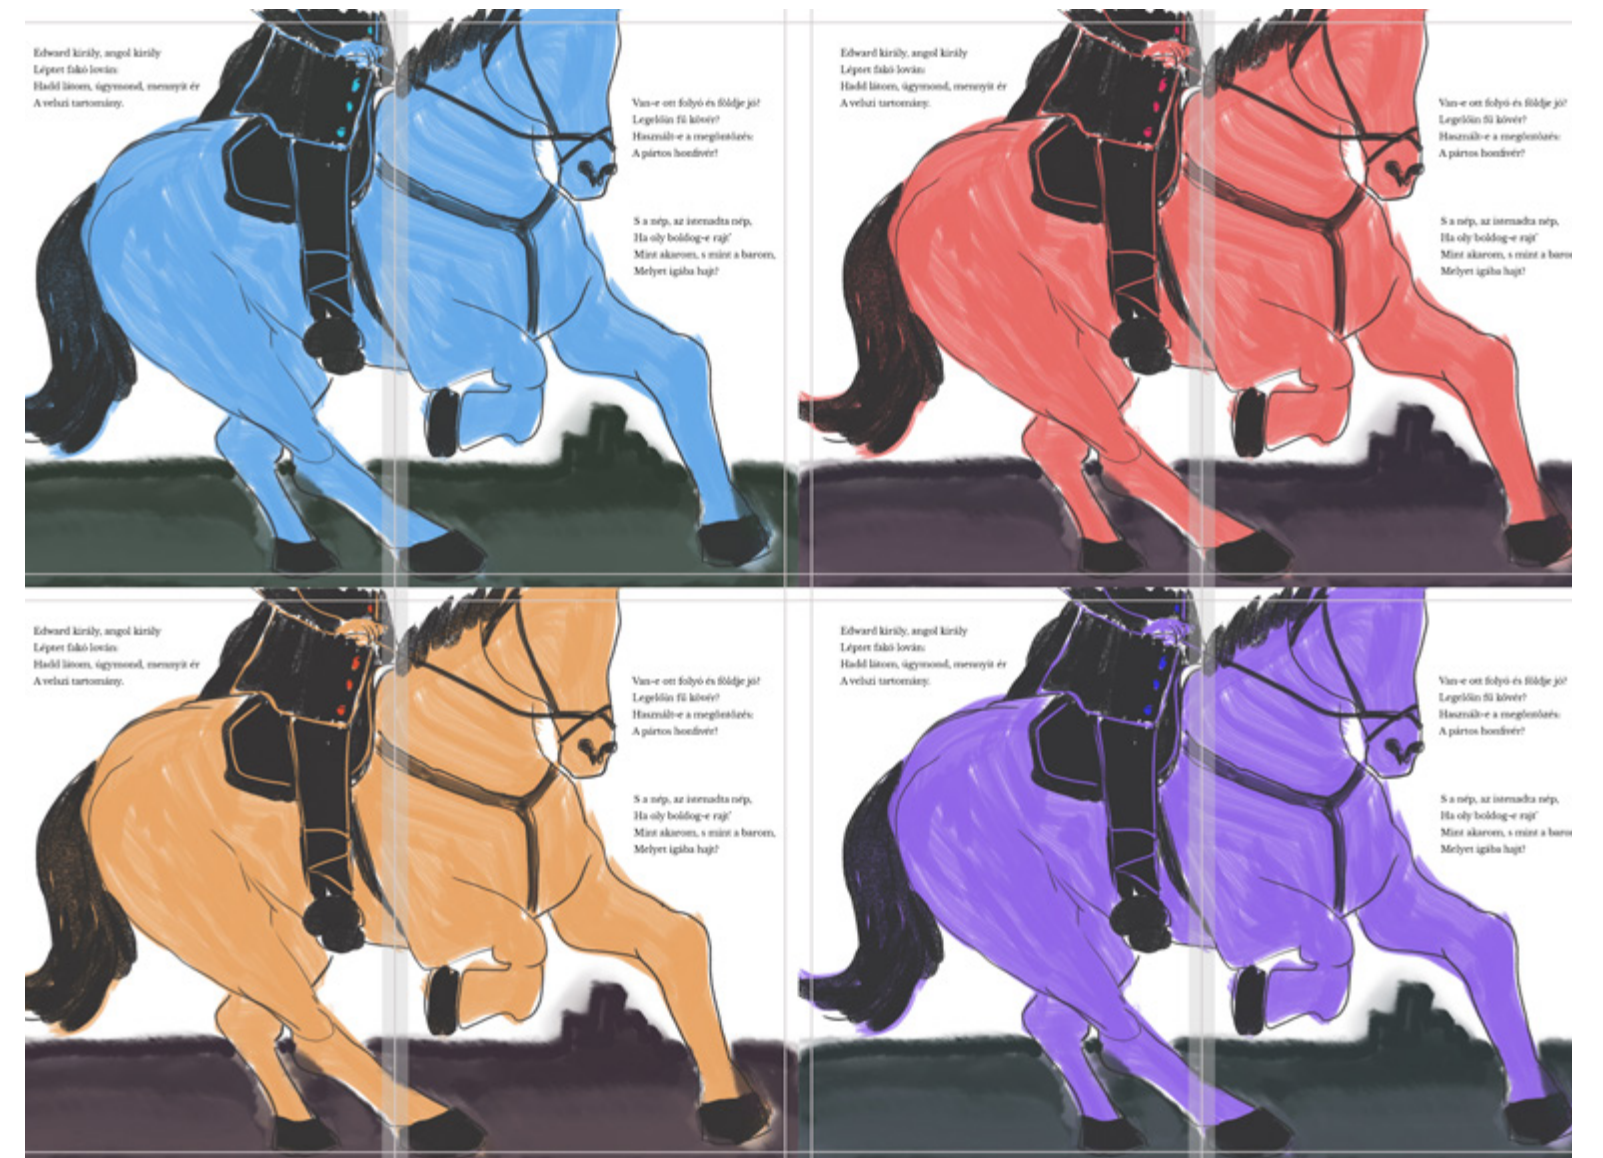 Edward király, angol király
Léptet fakó lován:
Hadd látom, úgymond, mennyit ér
A velszi tartomány.
Van-e ott folyó és földje jó?
Legelőin fű kövér?
Használt-e a megöntözés:
A pártos honfivér?
S a nép, az istenadta nép,
Ha oly boldog-e rajt'
Mint akarom, s mint a barom,
Melyet igába hajt?
Edward király, angol király
Léptet fakó lován:
Hadd látom, úgymond, mennyit ér
A velszi tartomány.
Van-e ott folyó és földje jó?
Legelőin fű kövér?
Használt-e a megöntözés:
A pártos honfivér?
S a nép, az istenadta nép,
Ha oly boldog-e rajt'
Mint akarom, s mint a baro
Melyet igába hajt?
Edward király, angol király
Léptet fakó lován:
Hadd látom, úgymond, mennyit ér
A velszi tartomány.
Van-e ott folyó és földje jó?
Legelőin fű kövér?
Használt-e a megöntözés:
A pártos honfivér?
S a nép, az istenadta nép,
Ha oly boldog-e rajt'
Mint akarom, s mint a barom,
Melyet igába hajt?
Edward király, angol király
Léptet fakó lován:
Hadd látom, úgymond, mennyit ér
A velszi tartomány.
Van-e ott folyó és földje jó?
Legelőin fű kövér?
Használt-e a megöntözés:
A pártos honfivér?
S a nép, az istenadta nép,
Ha oly boldog-e rajt'
Mint akarom, s mint a baro
Melyet igába hajt?